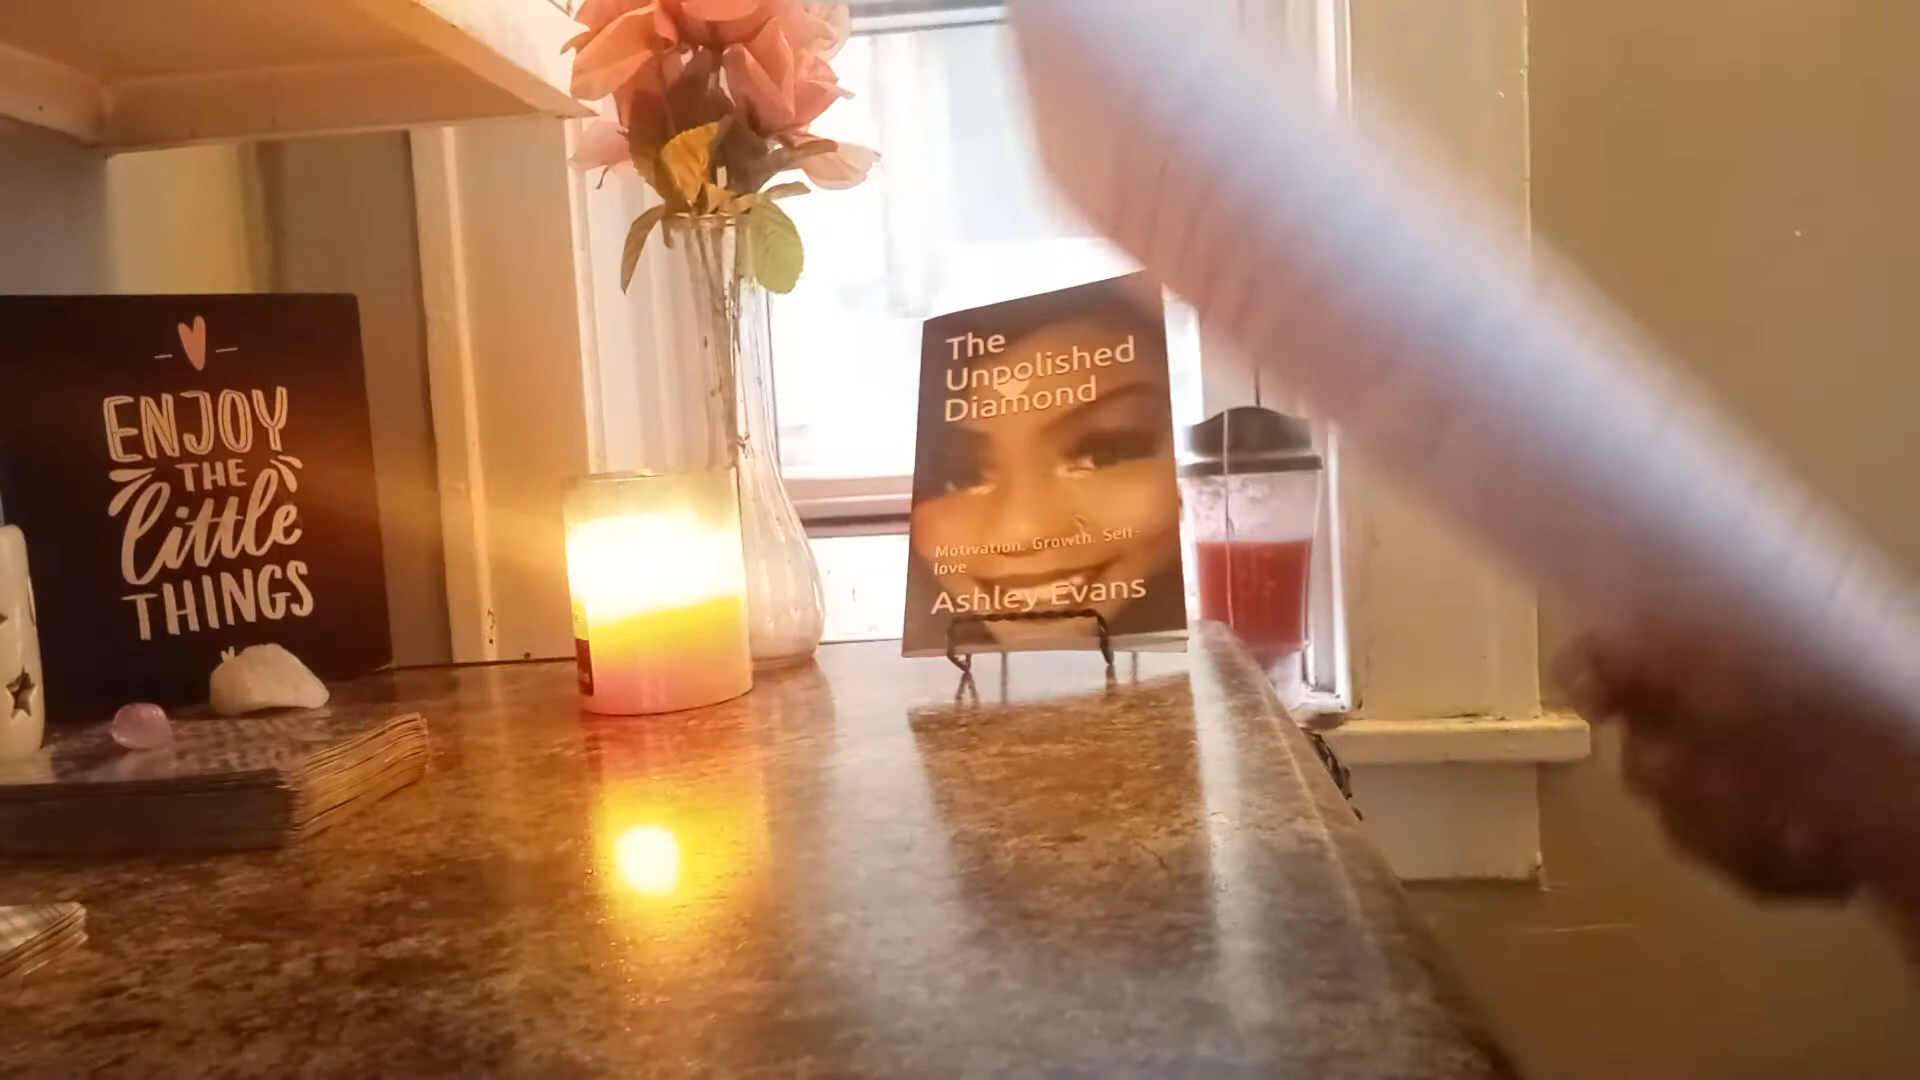 ENJOY
THE
little
THINGS
The
Unpolished
Diamond
Motivation. Growth. Self-
love
Ashley Evans